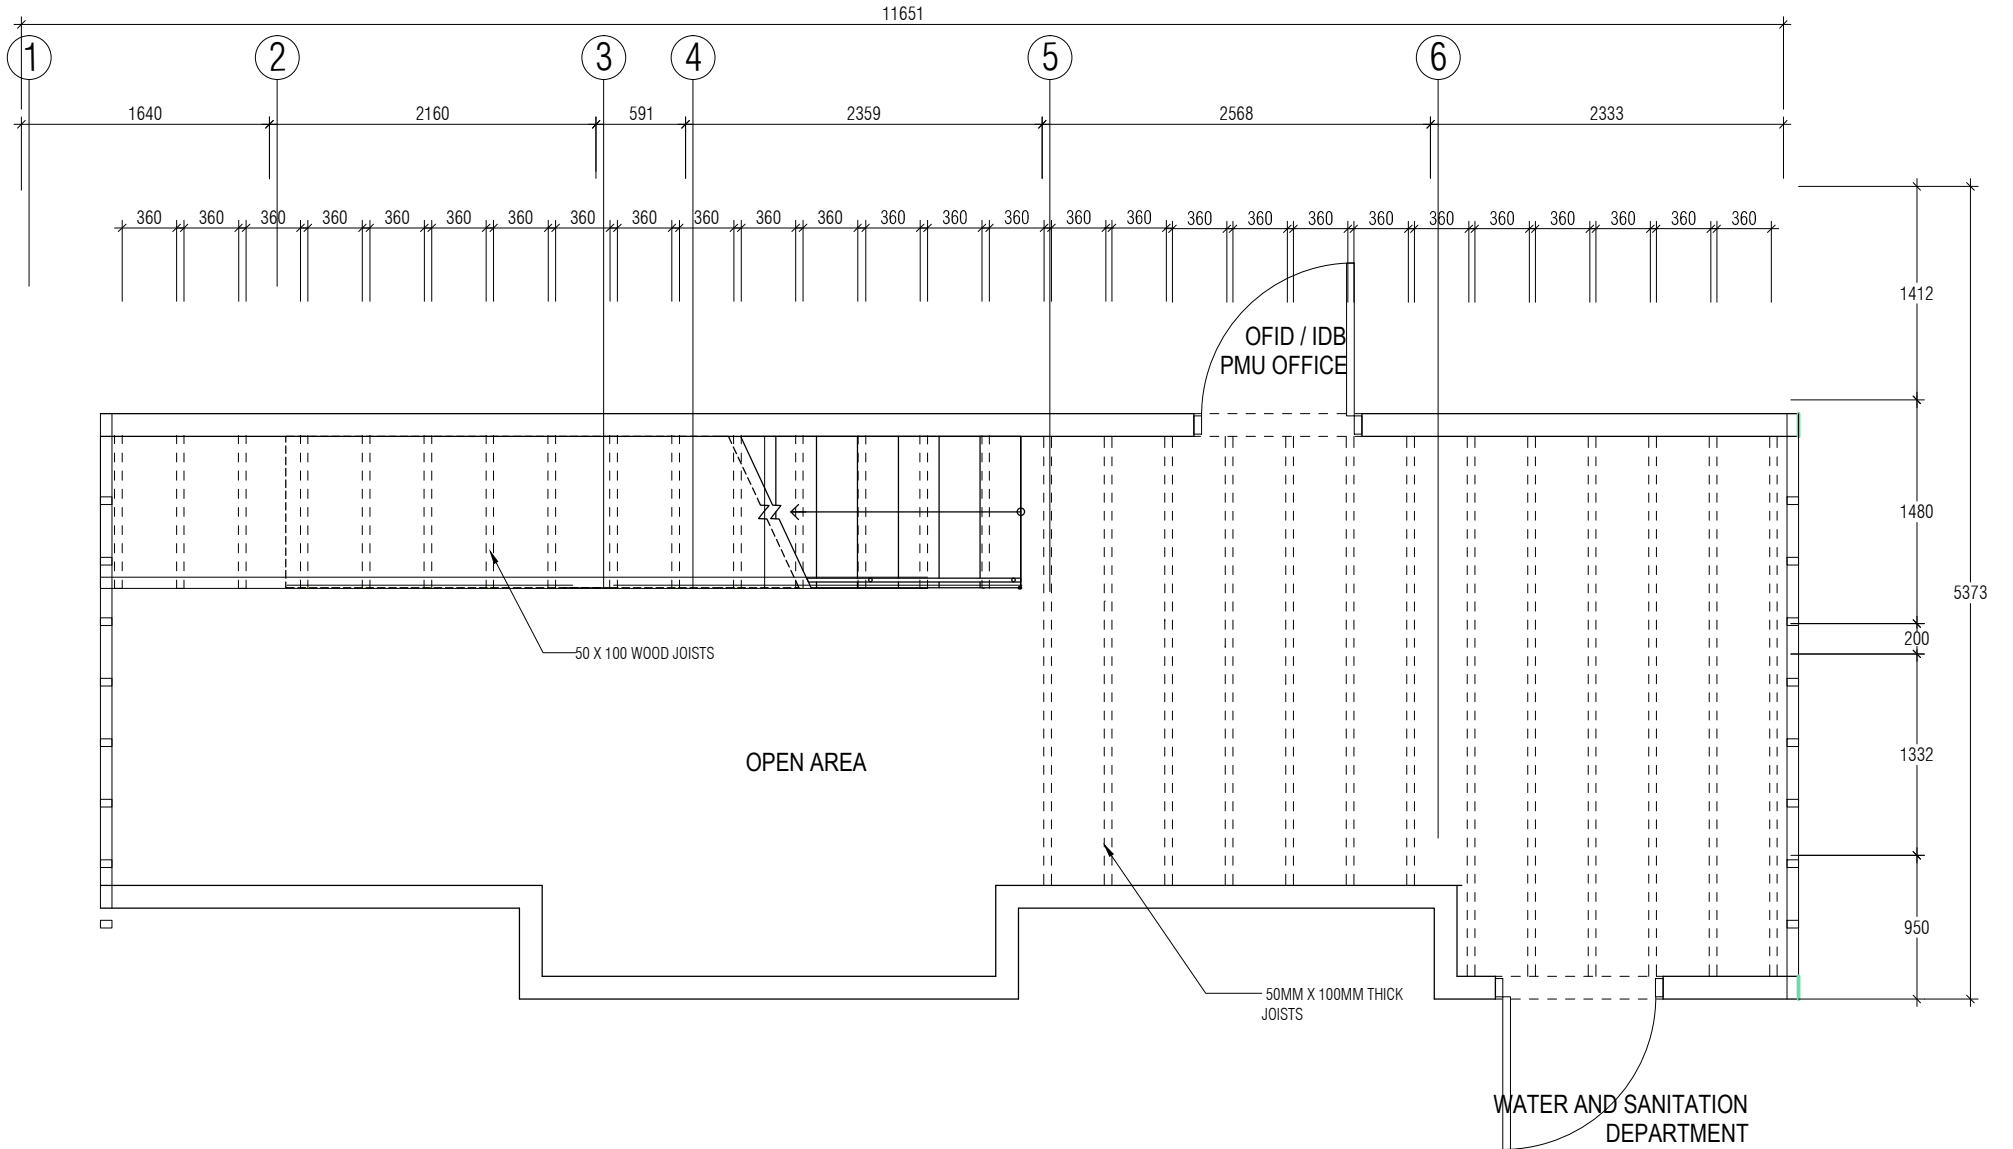 11651
1 2 3 4 5 6
1640 2160 591 2359 2568 2333
360 360 360 360 360 360 360 360 360 360 360 360 360 360 360 360 360 360 360 360 360 360 360 360 360 360 360
1412
OFID / IDB
PMU OFFICE
1480
5373
200
50 X 100 WOOD JOISTS
1332
OPEN AREA
950
50MM X 100MM THICK
JOISTS
WATER AND SANITATION
DEPARTMENT